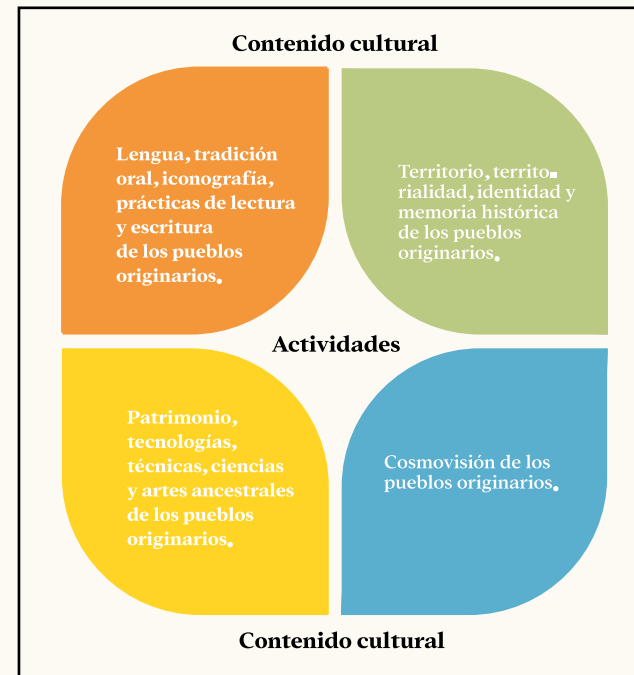 Contenido cultural
Lengua, tradición
oral, iconografía,
prácticas de lectura
y escritura
de los pueblos
originarios.
Territorio, territo-
rialidad, identidad y
memoria histórica
de los pueblos
originarios.
Actividades
Patrimonio,
tecnologías,
técnicas, ciencias
y artes ancestrales
de los pueblos
originarios.
Cosmovisión de los
pueblos originarios.
Contenido cultural